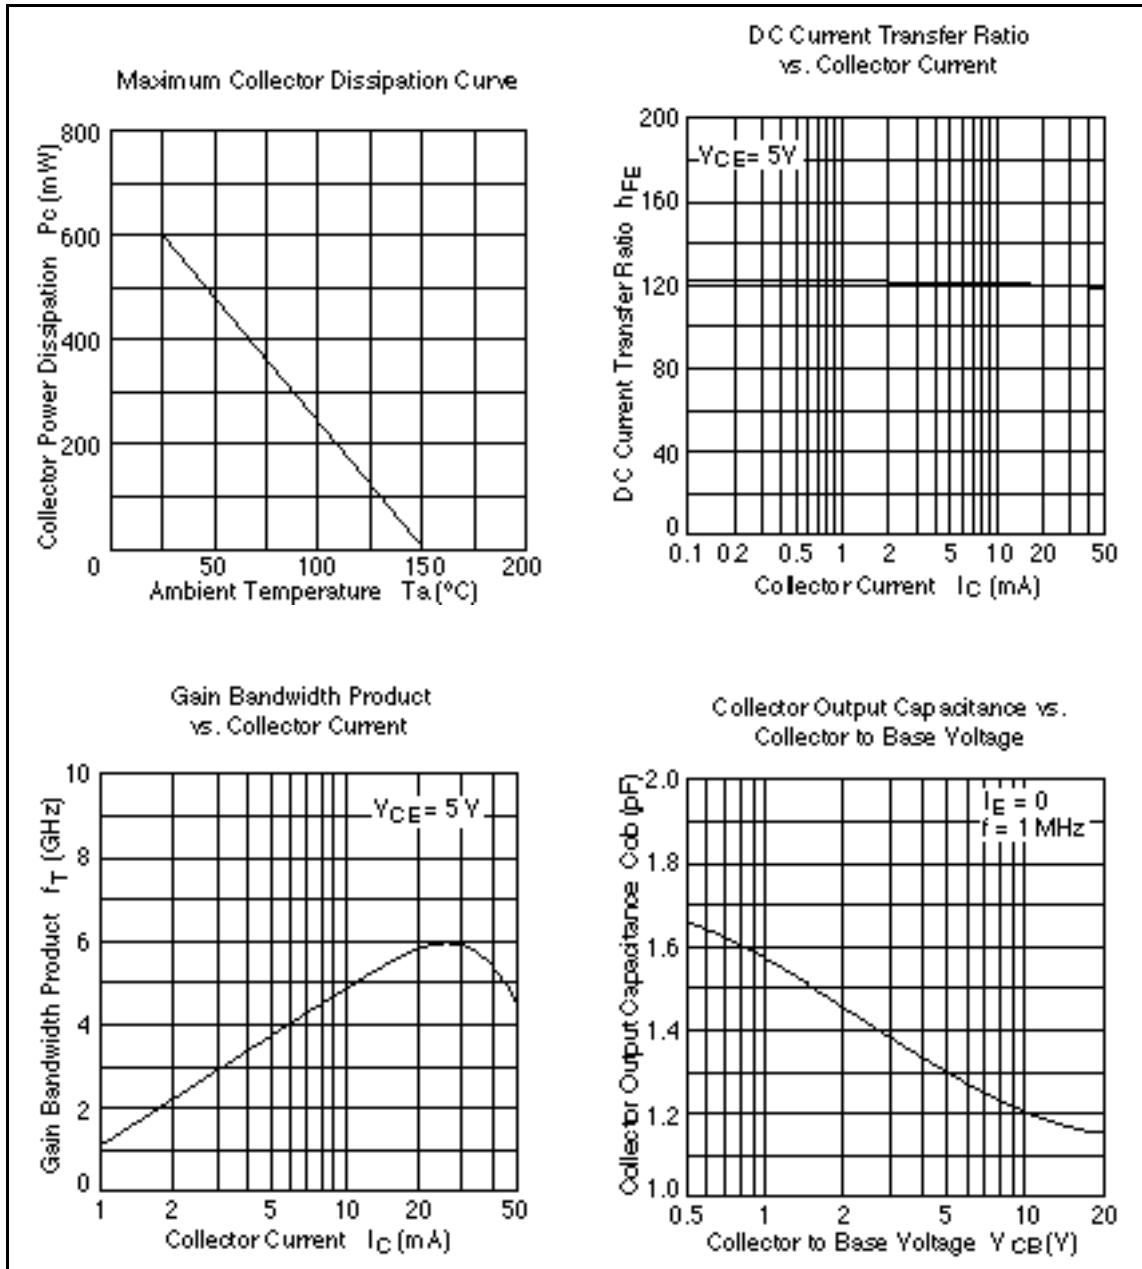 Maximum Collector Dissipation Curve
Collector Power Dissipation Pc (mW)
800
600
400
200
0
50
100
150
200
Ambient Temperature Ta (°C)
DC Current Transfer Ratio
vs. Collector Current
DC Current Transfer Ratio hFE
200
160
120
80
40
0
VCE = 5V
0.1
0.2
0.5
1
2
5
10
20
50
Collector Current IC (mA)
Gain Bandwidth Product
vs. Collector Current
Gain Bandwidth Product fT (GHz)
10
8
6
4
2
0
VCE = 5 V
1
2
5
10
20
50
Collector Current IC (mA)
Collector Output Capacitance vs.
Collector to Base Voltage
Collector Output Capacitance Cob (pF)
2.0
1.8
1.6
1.4
1.2
1.0
IE = 0
f = 1 MHz
0.5
1
2
5
10
20
Collector to Base Voltage VCB (V)